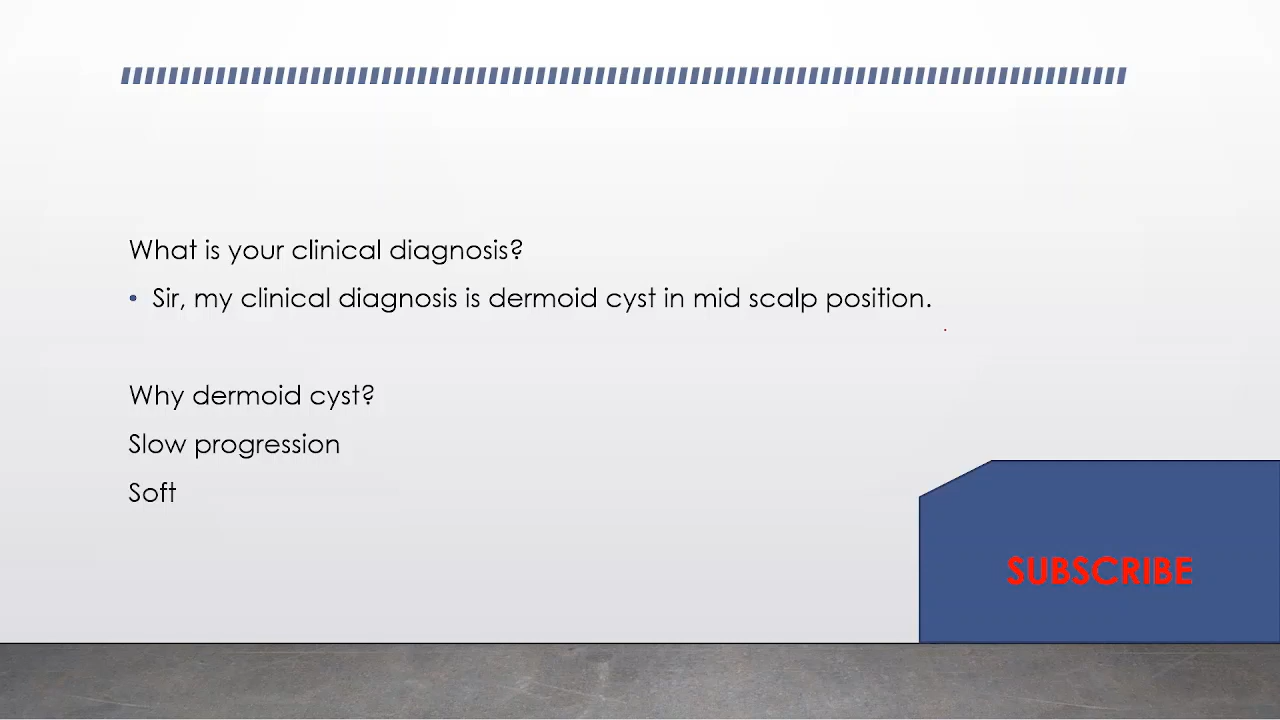 What is your clinical diagnosis?
• Sir, my clinical diagnosis is dermoid cyst in mid scalp position.
Why dermoid cyst?
Slow progression
Soft
SUBSCRIBE